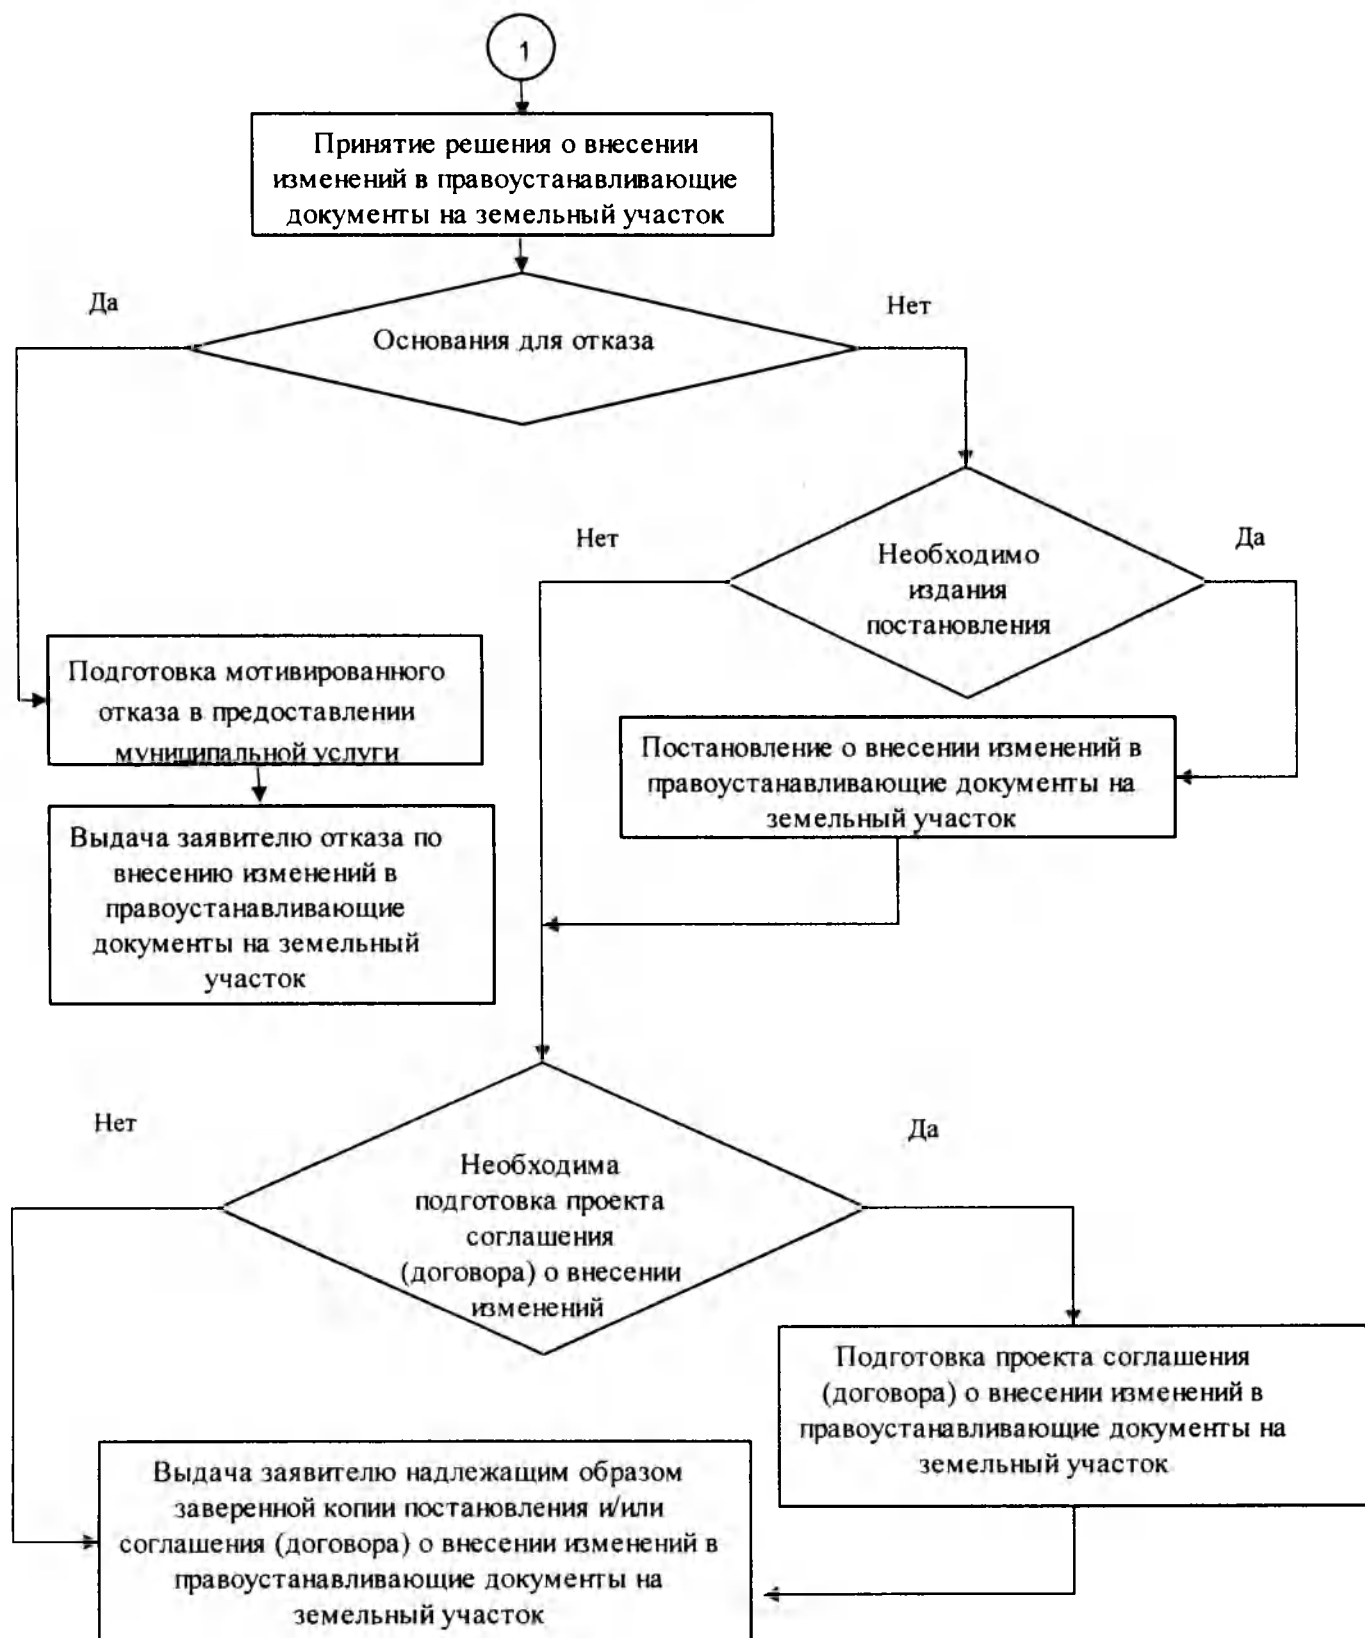 1
Принятие решения о внесении
изменений в правоустанавливающие
документы на земельный участок
Да
Нет
Основания для отказа
Нет
Да
Необходимо
издания
постановления
Подготовка мотивированного
отказа в предоставлении
муниципальной услуги
Постановление о внесении изменений в
правоустанавливающие документы на
земельный участок
Выдача заявителю отказа по
внесению изменений в
правоустанавливающие
документы на земельный
участок
Нет
Да
Необходима
подготовка проекта
соглашения
(договора) о внесении
изменений
Подготовка проекта соглашения
(договора) о внесении изменений в
правоустанавливающие документы на
земельный участок
Выдача заявителю надлежащим образом
заверенной копии постановления и/или
соглашения (договора) о внесении изменений в
правоустанавливающие документы на
земельный участок